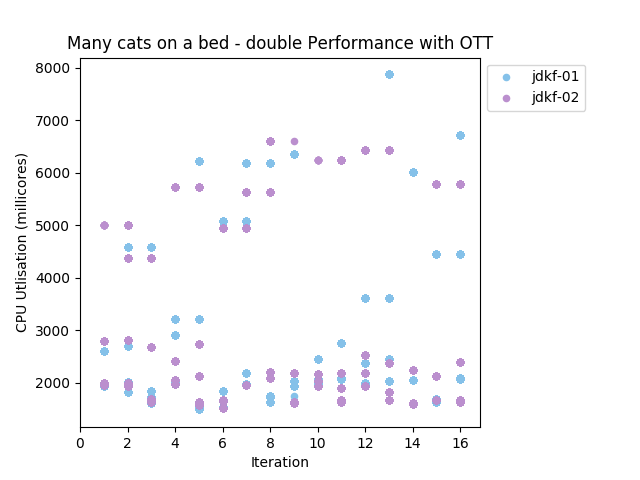 Many cats on a bed - double Performance with OTT
8000
7000
6000
5000
4000
3000
2000
CPU Utlisation (millicores)
0 2 4 6 8 10 12 14 16
Iteration
jdkf-01
jdkf-02